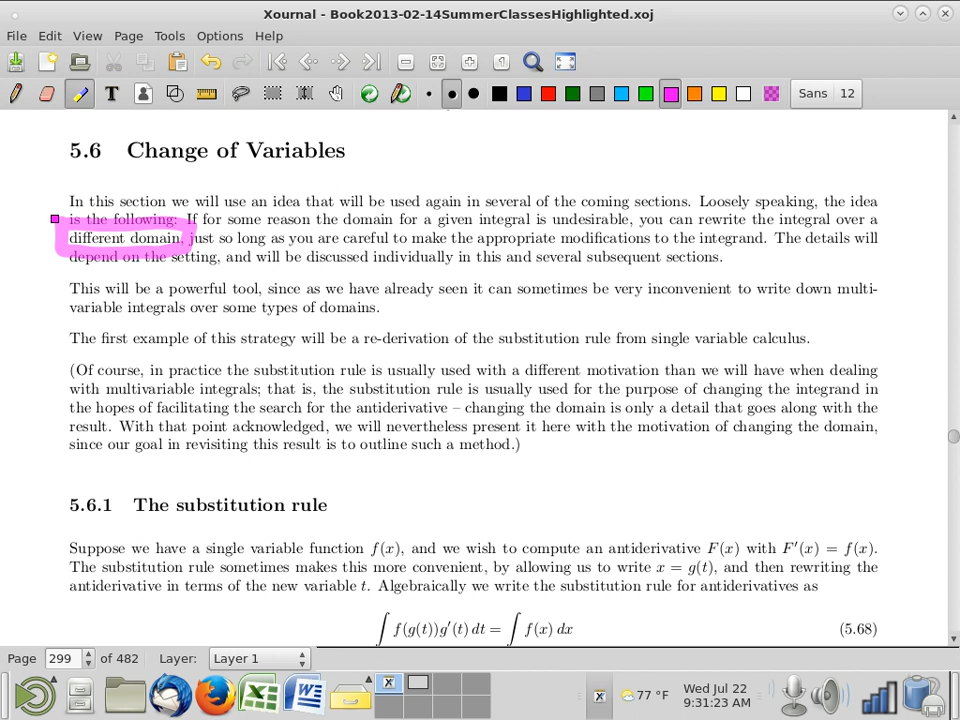 Xournal - Book2013-02-14SummerClassesHighlighted.xoj
File Edit View Page Tools Options Help
T
Sans 12
5.6 Change of Variables
In this section we will use an idea that will be used again in several of the coming sections. Loosely speaking, the idea
is the following: If for some reason the domain for a given integral is undesirable, you can rewrite the integral over a
different domain, just so long as you are careful to make the appropriate modifications to the integrand. The details will
depend on the setting, and will be discussed individually in this and several subsequent sections.
This will be a powerful tool, since as we have already seen it can sometimes be very inconvenient to write down multi-
variable integrals over some types of domains.
The first example of this strategy will be a re-derivation of the substitution rule from single variable calculus.
(Of course, in practice the substitution rule is usually used with a different motivation than we will have when dealing
with multivariable integrals; that is, the substitution rule is usually used for the purpose of changing the integrand in
the hopes of facilitating the search for the antiderivative – changing the domain is only a detail that goes along with the
result. With that point acknowledged, we will nevertheless present it here with the motivation of changing the domain,
since our goal in revisiting this result is to outline such a method.)
5.6.1 The substitution rule
Suppose we have a single variable function f(x), and we wish to compute an antiderivative F(x) with F′(x) = f(x).
The substitution rule sometimes makes this more convenient, by allowing us to write x = g(t), and then rewriting the
antiderivative in terms of the new variable t. Algebraically we write the substitution rule for antiderivatives as
∫ f(g(t))g′(t) dt = ∫ f(x) dx (5.68)
Page 299 of 482 Layer: Layer 1
77 °F
Wed Jul 22
9:31:23 AM